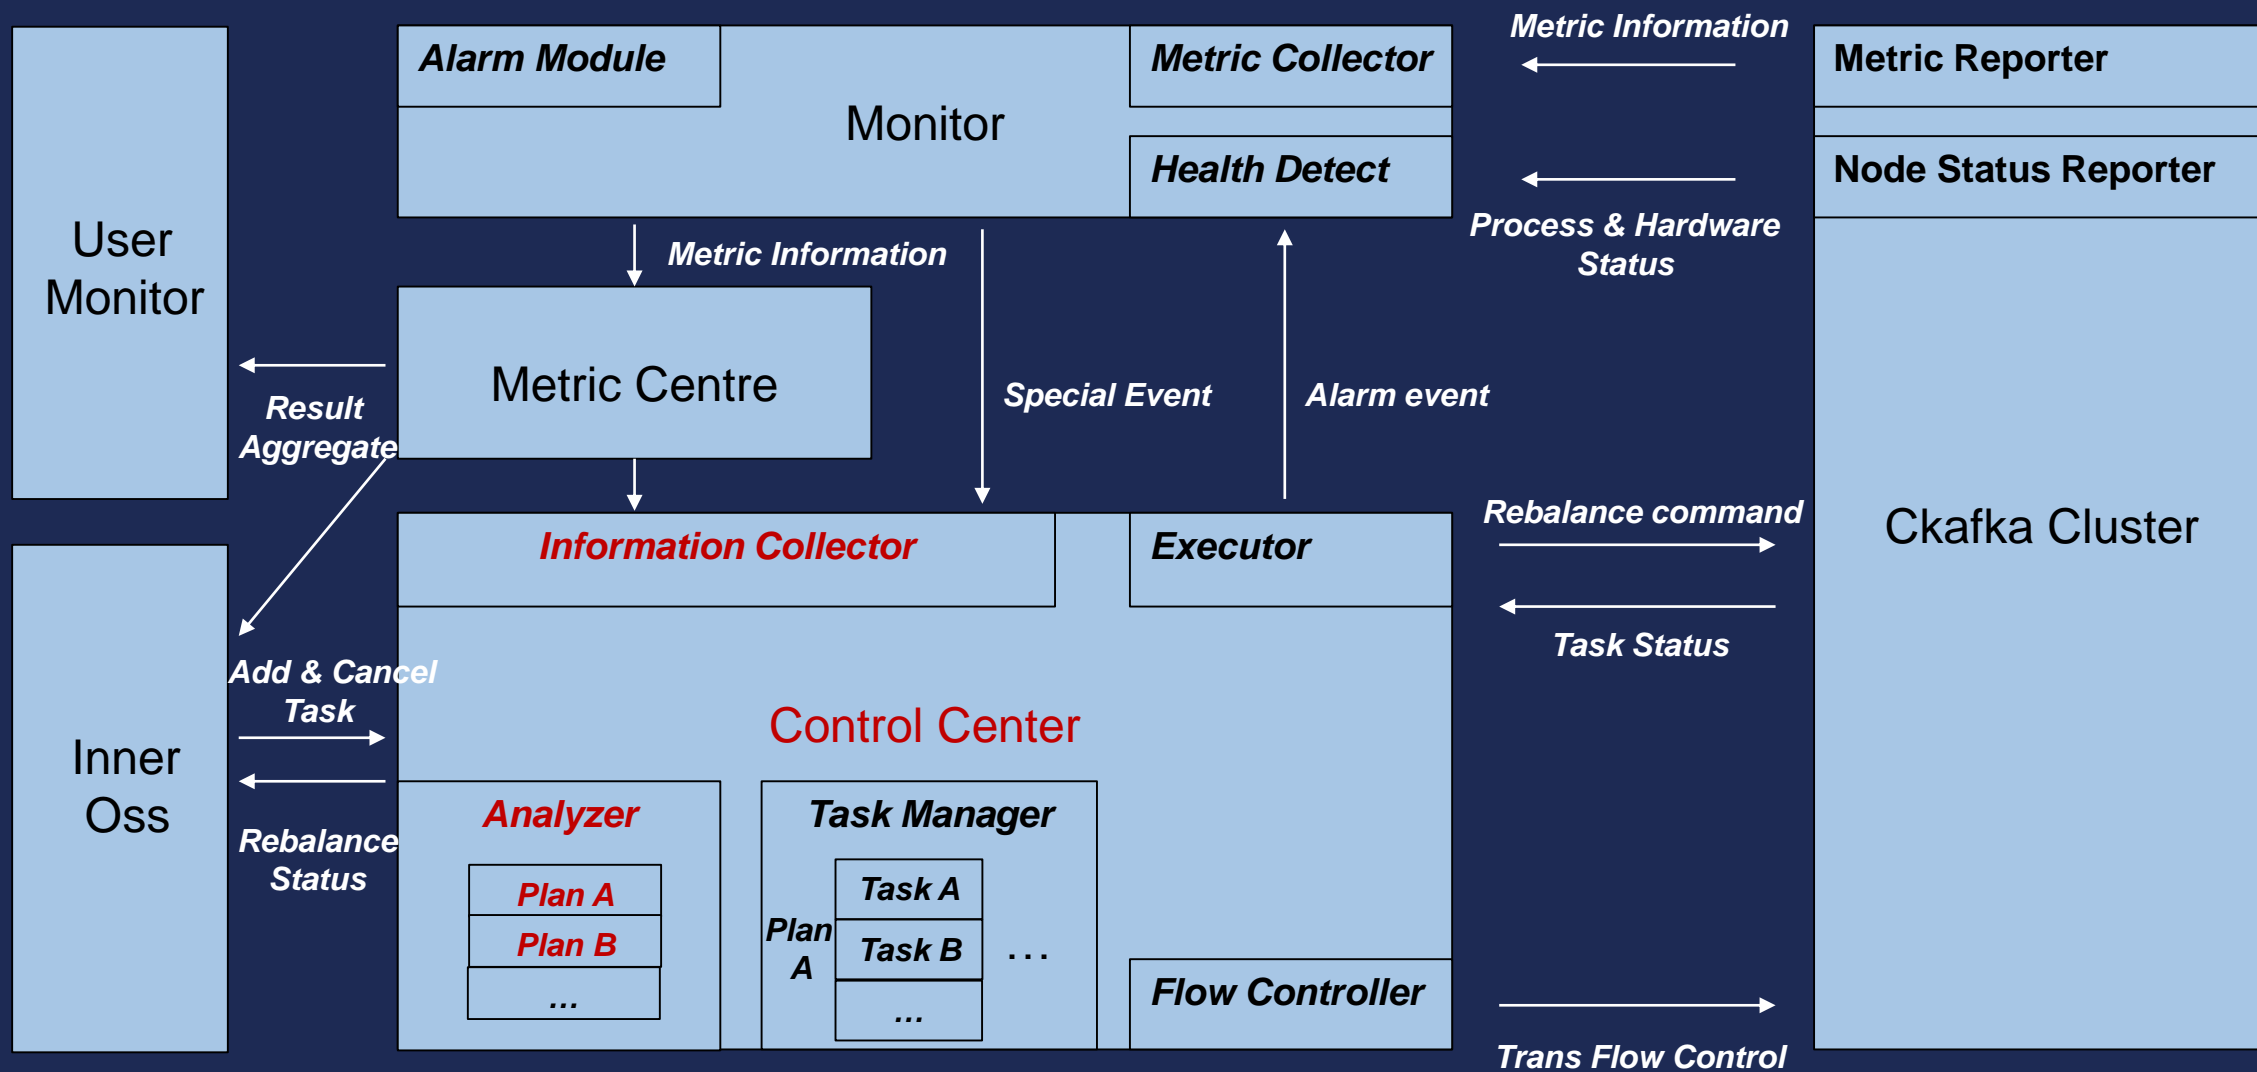 Metric Information
Alarm Module
Metric Collector
Metric Reporter
Monitor
Health Detect
Node Status Reporter
User
Monitor
Process & Hardware
Status
Metric Information
Metric Centre
Result
Aggregate
Special Event
Alarm event
Rebalance command
Ckafka Cluster
Information Collector
Executor
Task Status
Add & Cancel
Task
Control Center
Inner
Oss
Rebalance
Status
Analyzer
Plan A
Plan B
...
Task Manager
Plan
A
Task A
Task B
...
...
Flow Controller
Trans Flow Control